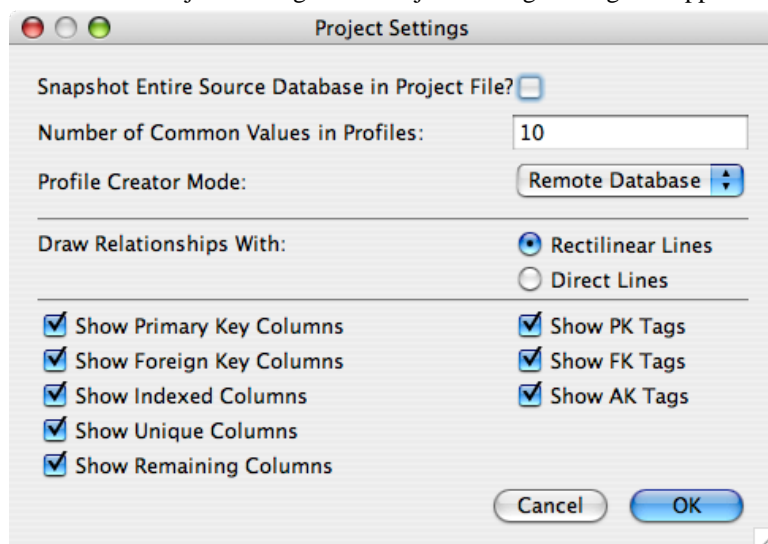 Project Settings
Snapshot Entire Source Database in Project File?
Number of Common Values in Profiles: 10
Profile Creator Mode: Remote Database
Draw Relationships With: Rectilinear Lines
Direct Lines
Show Primary Key Columns Show PK Tags
Show Foreign Key Columns Show FK Tags
Show Indexed Columns Show AK Tags
Show Unique Columns
Show Remaining Columns
Cancel OK